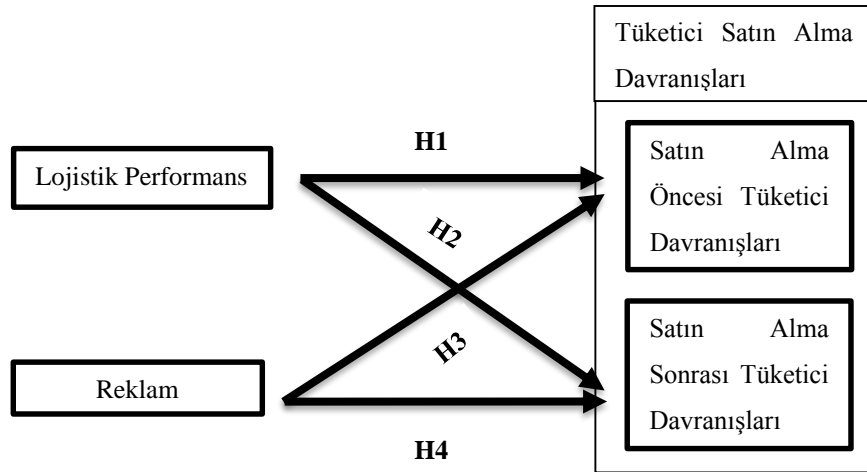 Tüketici Satın Alma
Davranışları
H1
Lojistik Performans
Satın Alma
Öncesi Tüketici
Davranışları
H2
H3
Reklam
Satın Alma
Sonrası Tüketici
Davranışları
H4